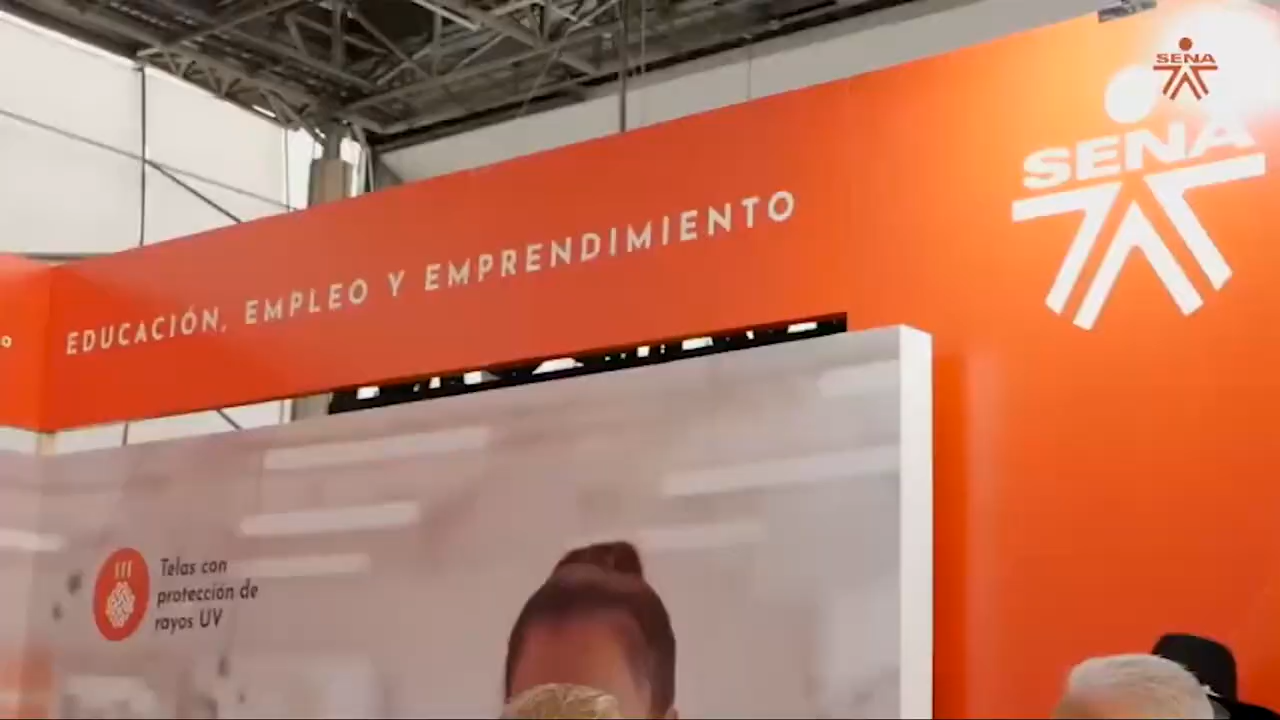 SENA
SENA
EDUCACIÓN, EMPLEO Y EMPRENDIMIENTO
Telas con
protección de
rayos UV